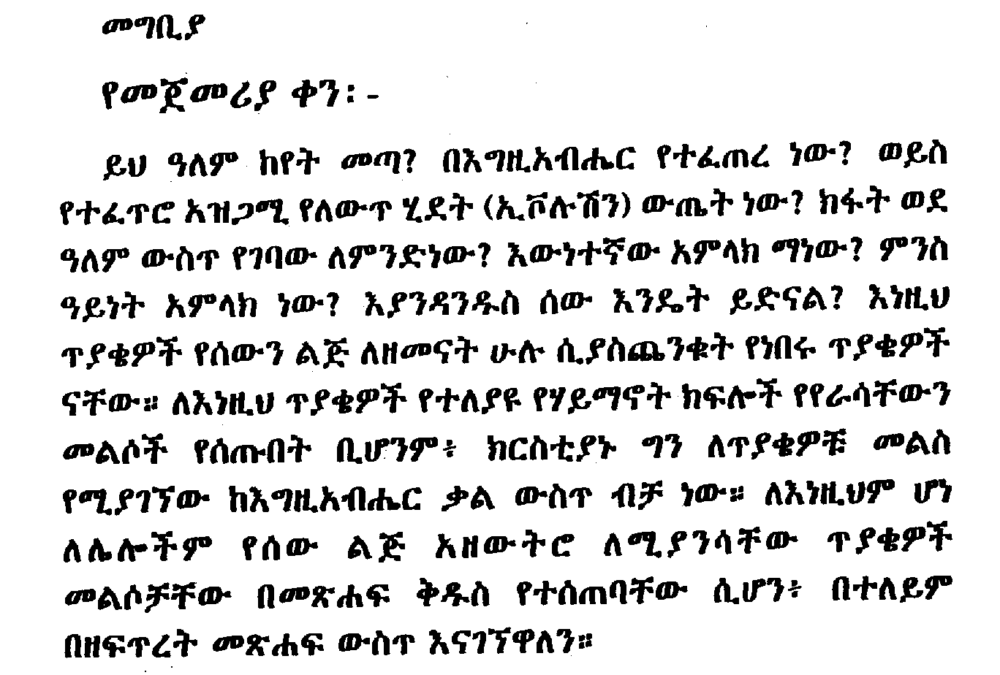 መግቢያ
የመጀመሪያ ቀን፡-
ይህ ዓለም ከየት መጣ? በእግዚአብሔር የተፈጠረ ነው? ወይስ
የተፈጥሮ አዝጋሚ የለውጥ ሂደት (ኢቮሉሽን) ውጤት ነው? ክፋት ወደ
ዓለም ውስጥ የገባው ለምንድነው? እውነተኛው አምላክ ማነው? ምንስ
ዓይነት አምላክ ነው? እያንዳንዱስ ሰው እንዴት ይድናል? እነዚህ
ጥያቄዎች የሰውን ልጅ ለዘመናት ሁሉ ሲያስጨንቁት የነበሩ ጥያቄዎች
ናቸው። ለእነዚህ ጥያቄዎች የተለያዩ የሃይማኖት ክፍሎች የየራሳቸውን
መልሶች የሰጡበት ቢሆንም፥ ክርስቲያኑ ግን ለጥያቄዎቹ መልስ
የሚያገኘው ከእግዚአብሔር ቃል ውስጥ ብቻ ነው። ለእነዚህም ሆነ
ለሌሎችም የሰው ልጅ አዘውትሮ ለሚያንሳቸው ጥያቄዎች
መልሶቻቸው በመጽሐፍ ቅዱስ የተሰጠባቸው ሲሆን፥ በተለይም
በዘፍጥረት መጽሐፍ ውስጥ እናገኘዋለን።